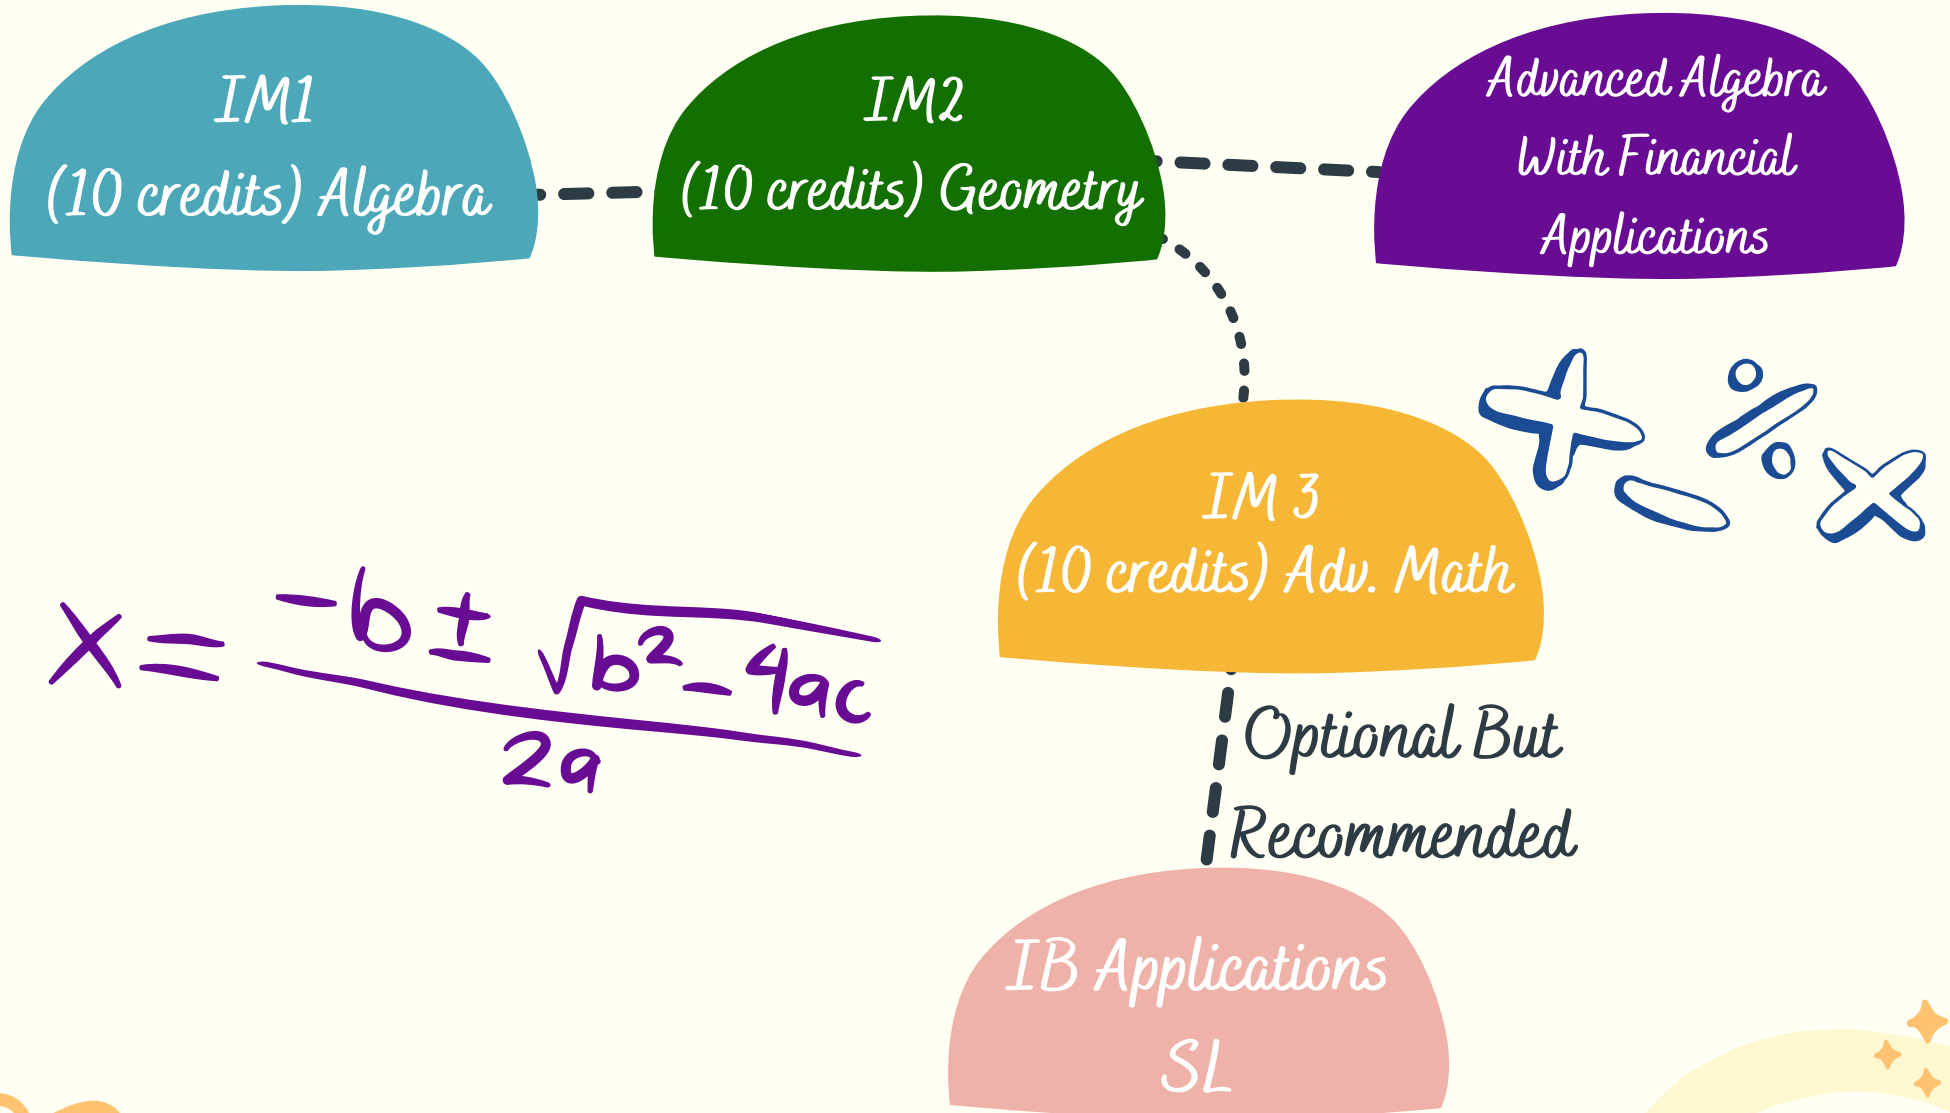 IM1
(10 credits) Algebra
IM2
(10 credits) Geometry
Advanced Algebra
With Financial
Applications
IM 3
(10 credits) Adv. Math
x = -b ± √b² - 4ac
2a
Optional But
Recommended
IB Applications
SL